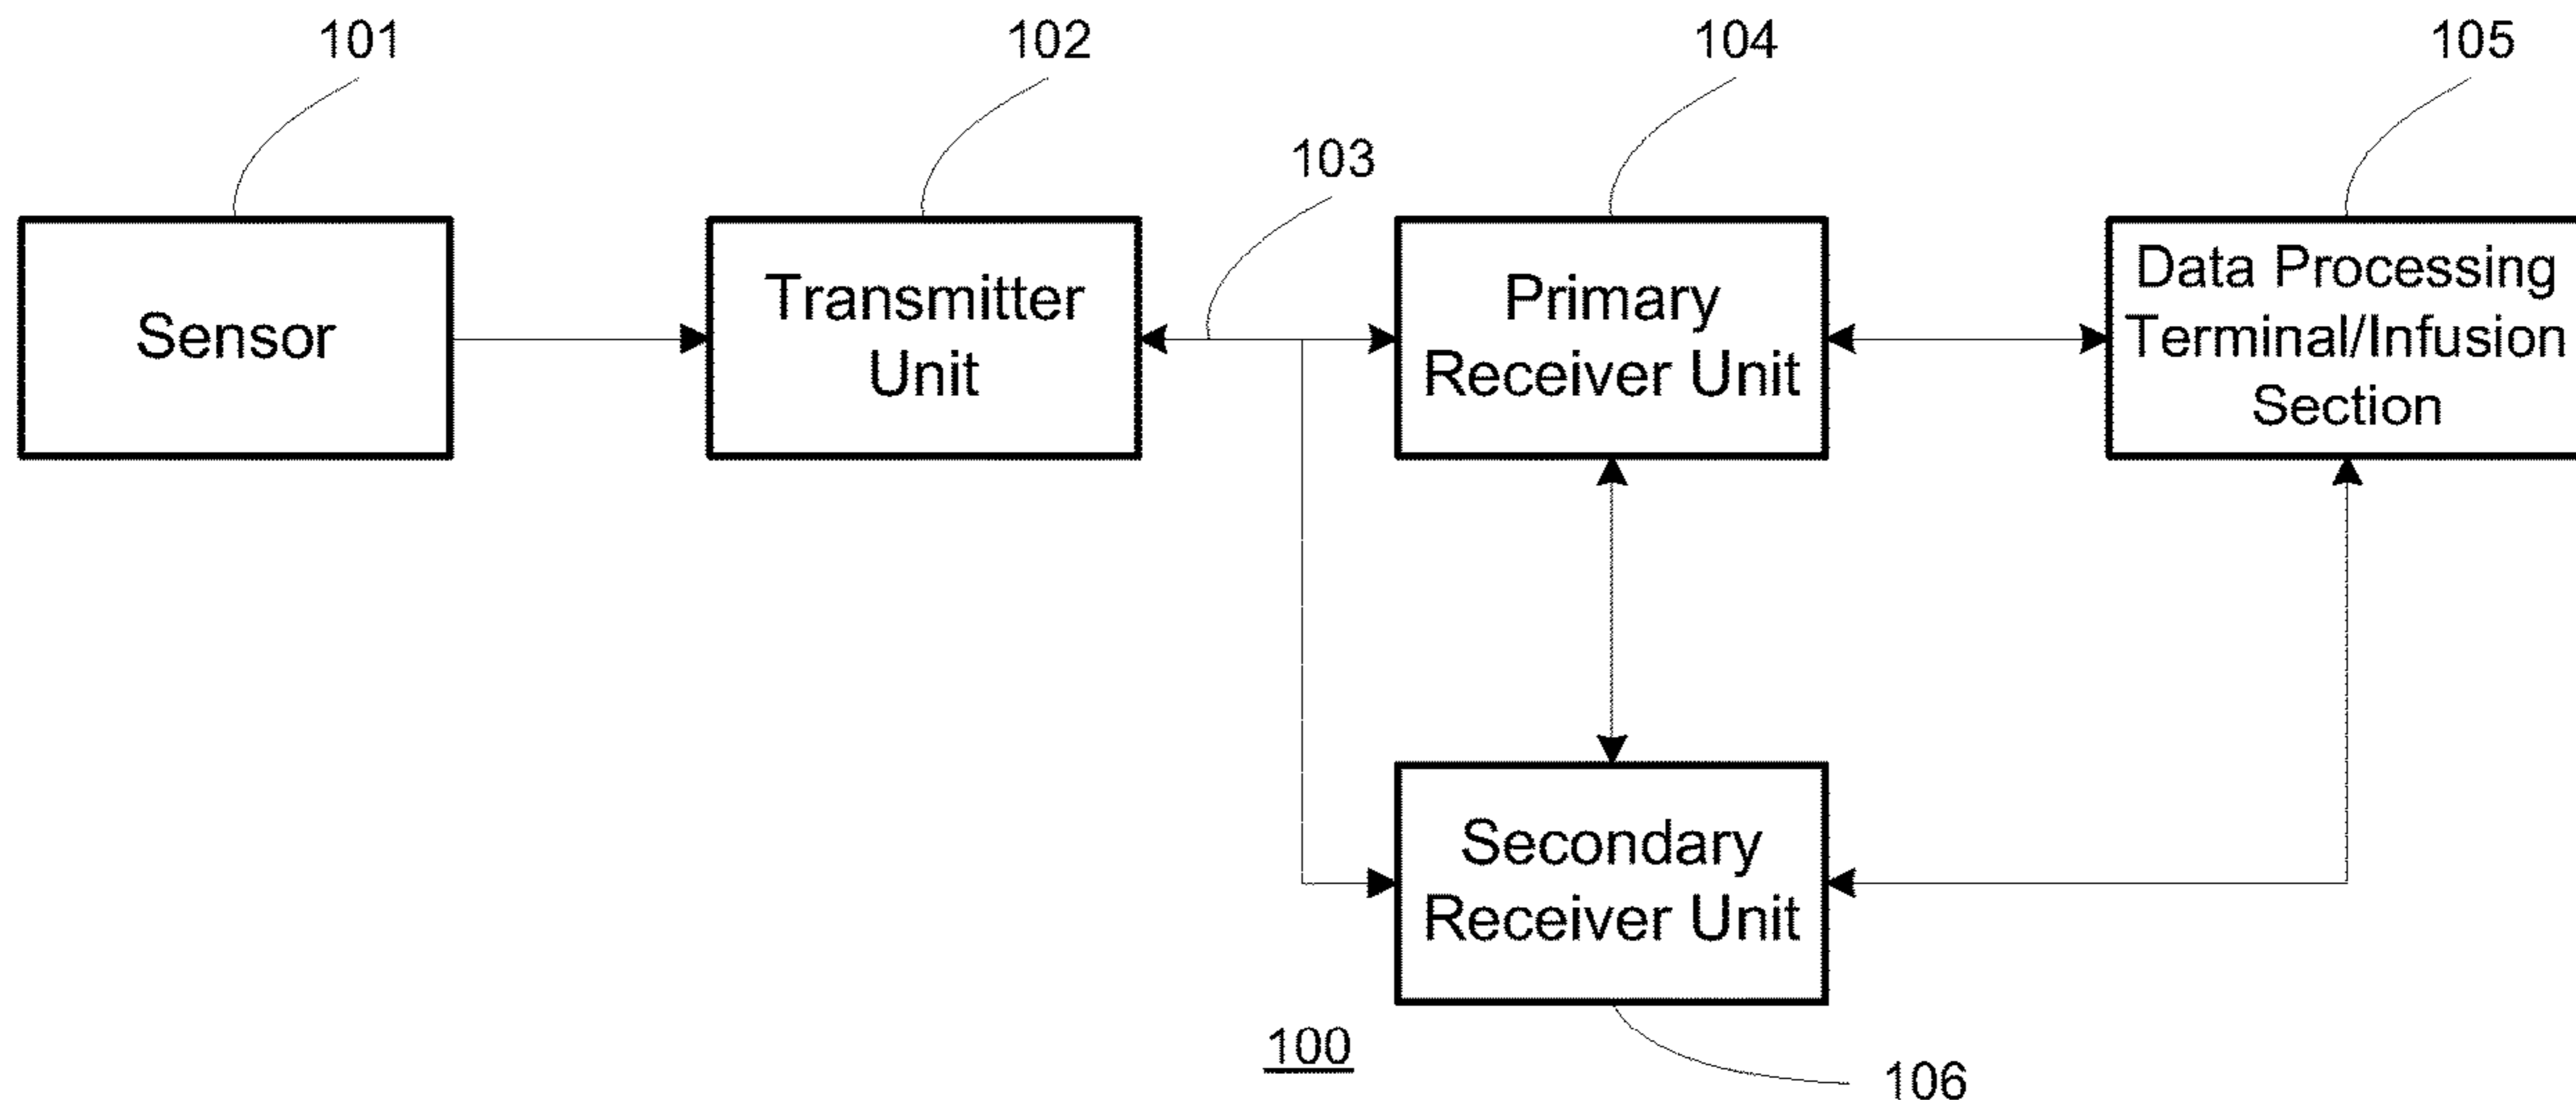 101
102
104
105
103
Sensor
Transmitter
Unit
Primary
Receiver Unit
Data Processing
Terminal/Infusion
Section
Secondary
Receiver Unit
100
106